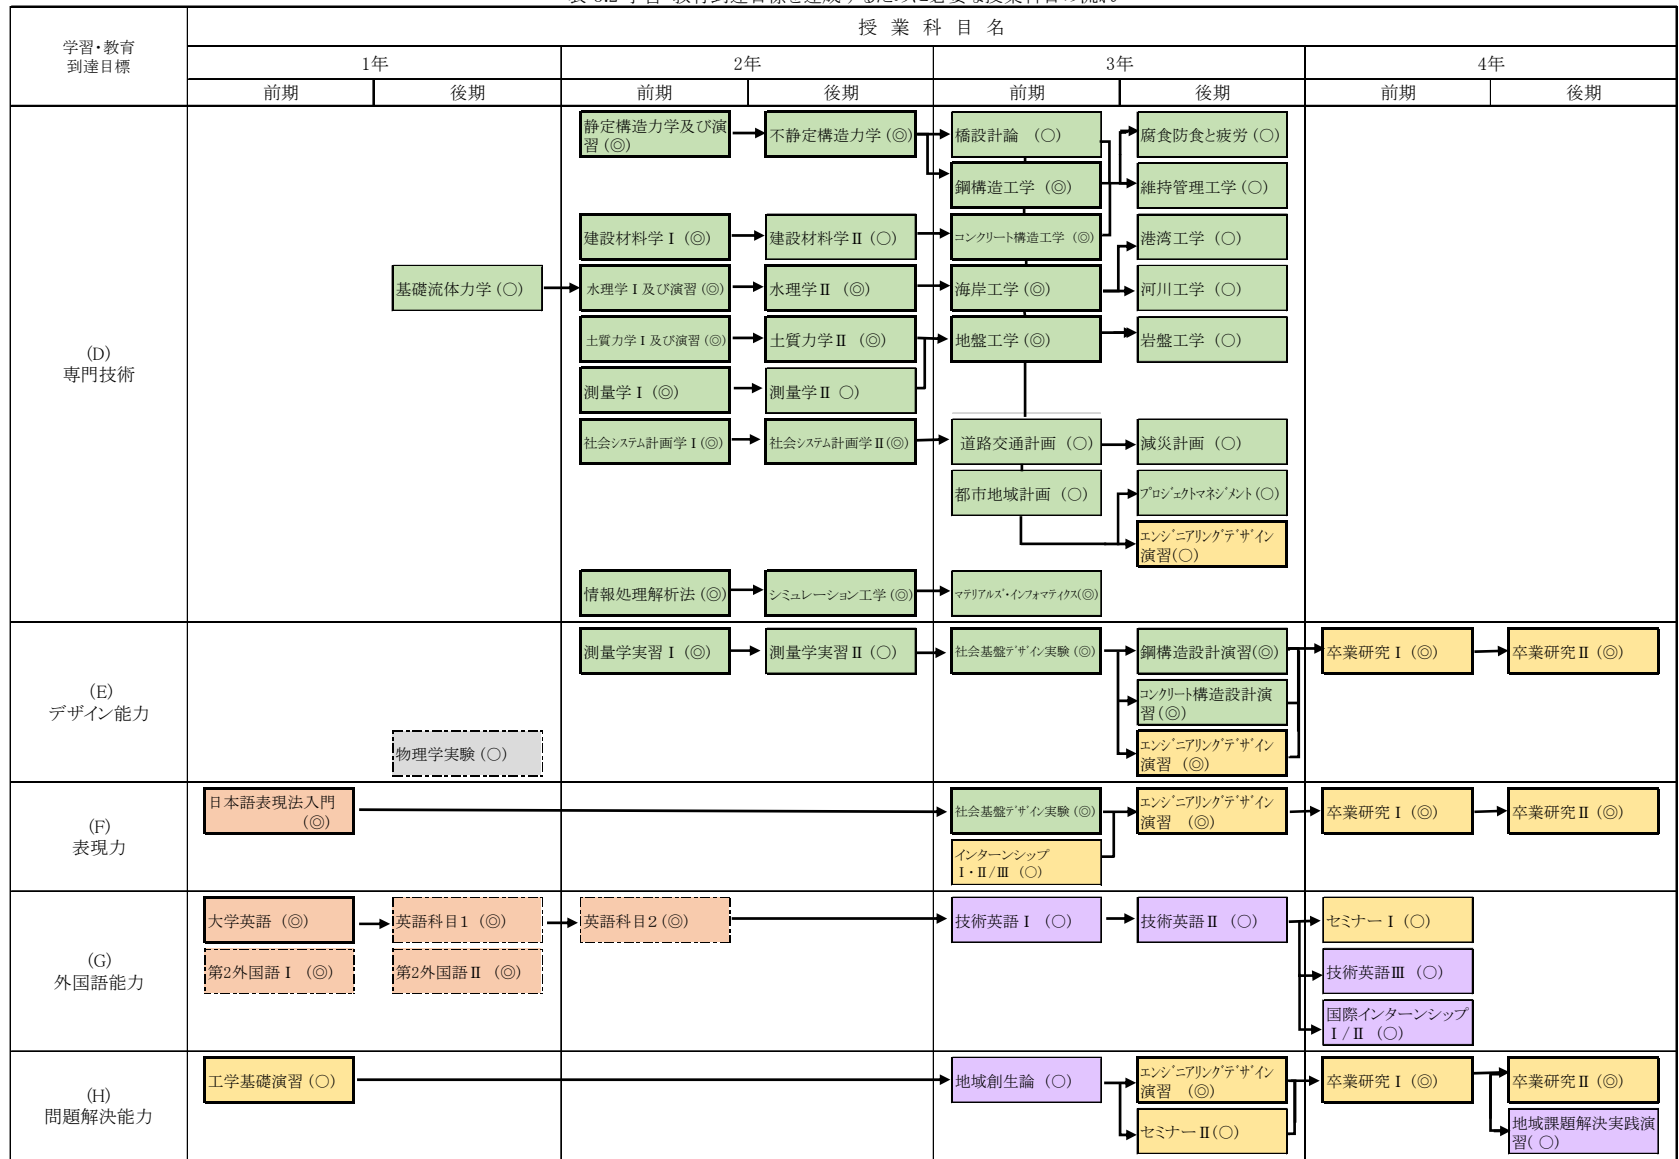 授 業 科 目 名
学習・教育
到達目標
1年
2年
3年
4年
前期
後期
前期
後期
前期
後期
前期
後期
(D)
専門技術
静定構造力学及び演
習(◎)
不静定構造力学(◎)
橋設計論 (○)
腐食防食と疲労(○)
鋼構造工学 (◎)
維持管理工学(○)
建設材料学Ⅰ (◎)
建設材料学Ⅱ (○)
コンクリート構造工学 (◎)
港湾工学 (○)
基礎流体力学(○)
水理学Ⅰ及び演習(◎)
水理学Ⅱ (◎)
海岸工学(◎)
河川工学 (○)
土質力学Ⅰ及び演習(◎)
土質力学Ⅱ (◎)
地盤工学(◎)
岩盤工学 (○)
測量学Ⅰ (◎)
測量学Ⅱ ○)
社会システム計画学Ⅰ(◎)
社会システム計画学Ⅱ(◎)
道路交通計画 (○)
減災計画 (○)
都市地域計画 (○)
プロジェクトマネジメント(○)
エンジニアリングデザイン
演習(○)
情報処理解析法(◎)
シミュレーション工学(◎)
マテリアルズ・インフォマティクス(◎)
(E)
デザイン能力
測量学実習Ⅰ (◎)
測量学実習Ⅱ (○)
社会基盤デザイン実験(◎)
鋼構造設計演習(◎)
卒業研究Ⅰ (◎)
卒業研究Ⅱ (◎)
コンクリート構造設計演
習(◎)
物理学実験(○)
エンジニアリングデザイン
演習 (◎)
(F)
表現力
日本語表現法入門
(◎)
社会基盤デザイン実験(◎)
エンジニアリングデザイン
演習 (◎)
卒業研究Ⅰ (◎)
卒業研究Ⅱ (◎)
インターンシップ
Ⅰ・Ⅱ/Ⅲ (○)
(G)
外国語能力
大学英語 (◎)
英語科目1 (◎)
英語科目2(◎)
技術英語Ⅰ (○)
技術英語Ⅱ (○)
セミナーⅠ(○)
第2外国語Ⅰ (◎)
第2外国語Ⅱ (◎)
技術英語Ⅲ (○)
国際インターンシップ
Ⅰ/Ⅱ (○)
(H)
問題解決能力
工学基礎演習(○)
地域創生論 (○)
エンジニアリングデザイン
演習 (◎)
卒業研究Ⅰ (◎)
卒業研究Ⅱ (◎)
セミナーⅡ(○)
地域課題解決実践演
習( ○)